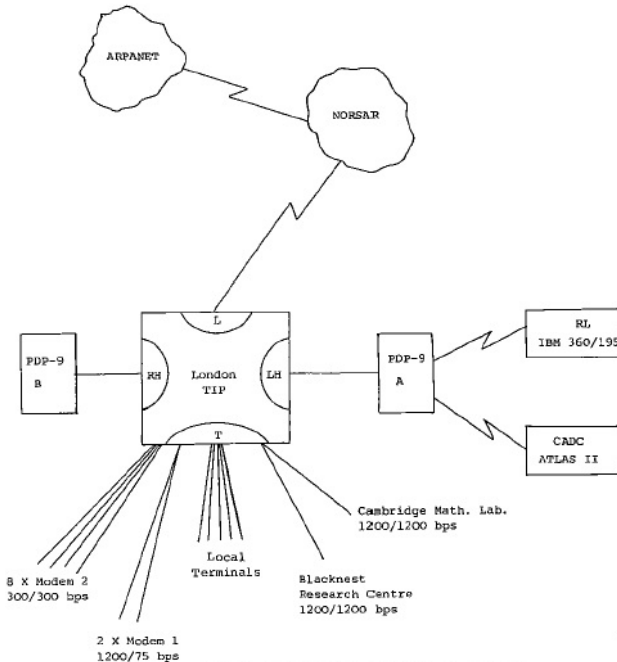 ARPANET
NORSAR
L
PDP-9
B
RH
London
TIP
LH
PDP-9
A
RL
IBM 360/195
CADC
ATLAS II
T
Cambridge Math. Lab.
1200/1200 bps
Local
Terminals
Blacknest
Research Centre
1200/1200 bps
8 X Modem 2
300/300 bps
2 X Modem 1
1200/75 bps